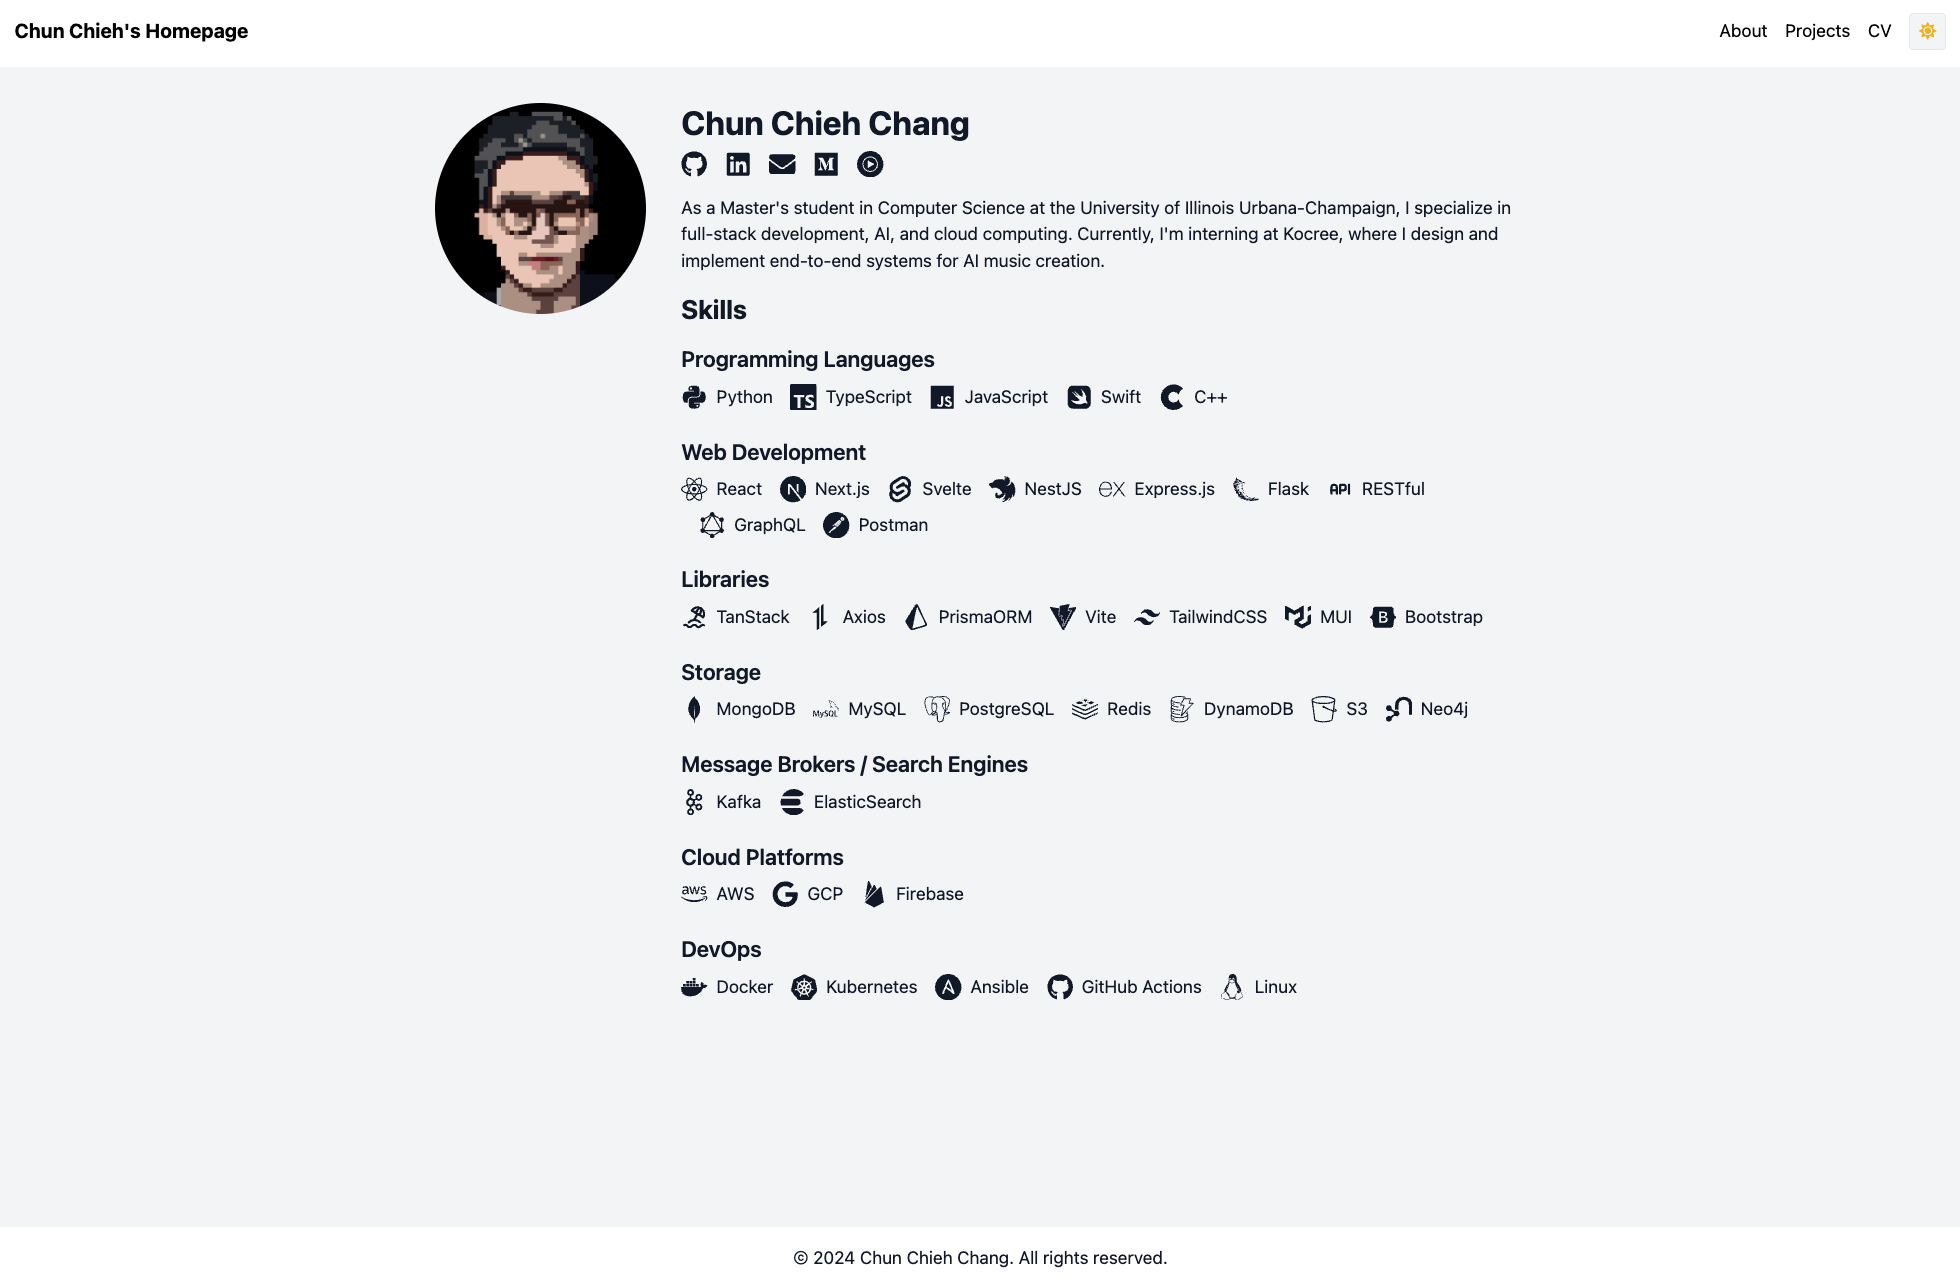 Chun Chieh's Homepage About Projects CV
Chun Chieh Chang
in M
As a Master's student in Computer Science at the University of Illinois Urbana-Champaign, I specialize in
full-stack development, AI, and cloud computing. Currently, I'm interning at Kocree, where I design and
implement end-to-end systems for AI music creation.
Skills
Programming Languages
Python TS TypeScript JS JavaScript Swift C C++
Web Development
React N Next.js Svelte NestJS ex Express.js Flask API RESTful
GraphQL Postman
Libraries
TanStack Axios PrismaORM Vite TailwindCSS MUI B Bootstrap
Storage
MongoDB MySQL MySQL PostgreSQL Redis DynamoDB S3 Neo4j
Message Brokers / Search Engines
Kafka ElasticSearch
Cloud Platforms
aws AWS G GCP Firebase
DevOps
Docker Kubernetes A Ansible GitHub Actions Linux
© 2024 Chun Chieh Chang. All rights reserved.